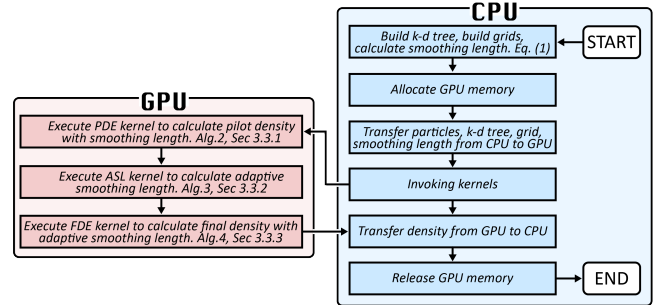 CPU
Build k-d tree, build grids,
calculate smoothing length. Eq. (1)
START
Allocate GPU memory
Transfer particles, k-d tree, grid,
smoothing length from CPU to GPU
Invoking kernels
GPU
Execute PDE kernel to calculate pilot density
with smoothing length. Alg.2, Sec 3.3.1
Execute ASL kernel to calculate adaptive
smoothing length. Alg.3, Sec 3.3.2
Execute FDE kernel to calculate final density with
adaptive smoothing length. Alg.4, Sec 3.3.3
Transfer density from GPU to CPU
Release GPU memory
END